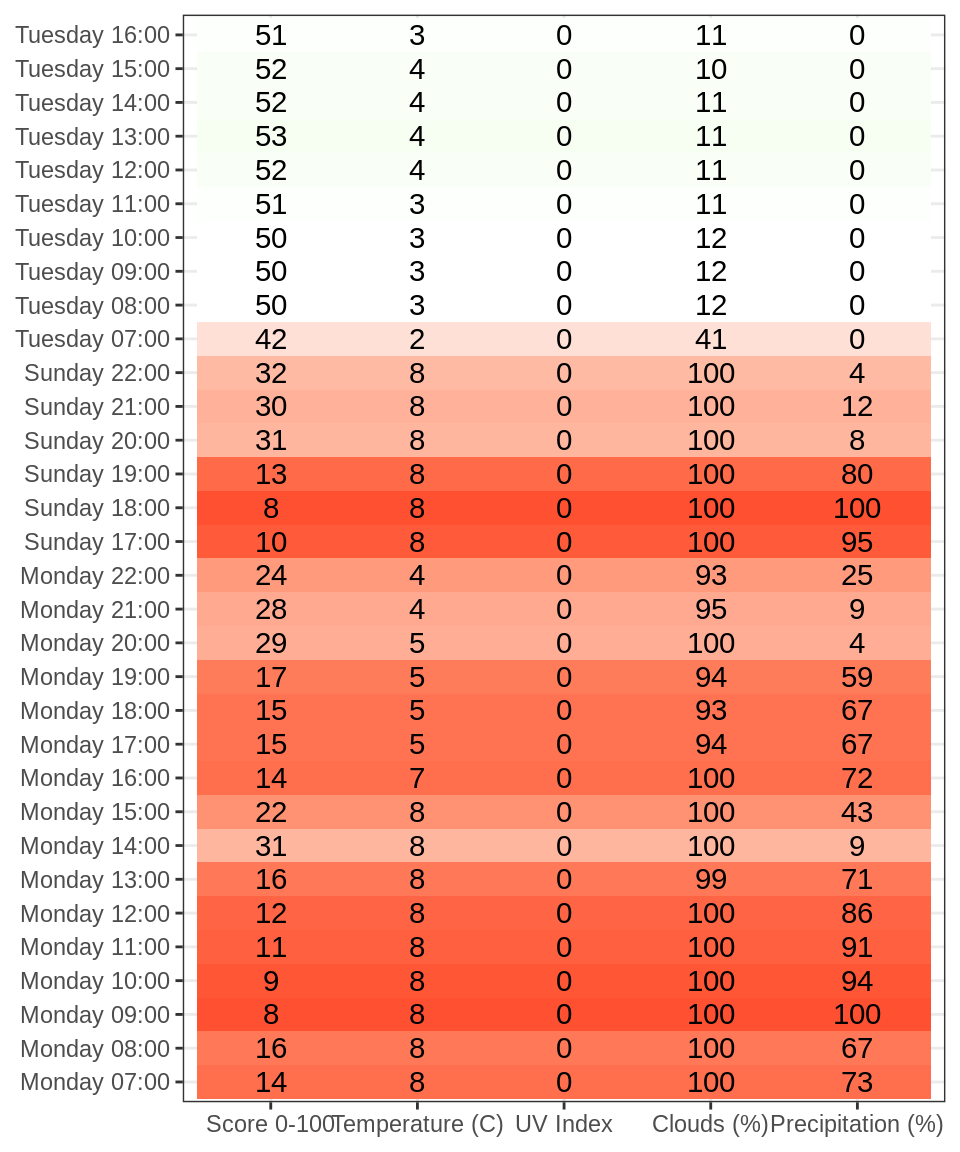 Tuesday 16:00 51 3 0 11 0
Tuesday 15:00 52 4 0 10 0
Tuesday 14:00 52 4 0 11 0
Tuesday 13:00 53 4 0 11 0
Tuesday 12:00 52 4 0 11 0
Tuesday 11:00 51 3 0 11 0
Tuesday 10:00 50 3 0 12 0
Tuesday 09:00 50 3 0 12 0
Tuesday 08:00 50 3 0 12 0
Tuesday 07:00 42 2 0 41 0
Sunday 22:00 32 8 0 100 4
Sunday 21:00 30 8 0 100 12
Sunday 20:00 31 8 0 100 8
Sunday 19:00 13 8 0 100 80
Sunday 18:00 8 8 0 100 100
Sunday 17:00 10 8 0 100 95
Monday 22:00 24 4 0 93 25
Monday 21:00 28 4 0 95 9
Monday 20:00 29 5 0 100 4
Monday 19:00 17 5 0 94 59
Monday 18:00 15 5 0 93 67
Monday 17:00 15 5 0 94 67
Monday 16:00 14 7 0 100 72
Monday 15:00 22 8 0 100 43
Monday 14:00 31 8 0 100 9
Monday 13:00 16 8 0 99 71
Monday 12:00 12 8 0 100 86
Monday 11:00 11 8 0 100 91
Monday 10:00 9 8 0 100 94
Monday 09:00 8 8 0 100 100
Monday 08:00 16 8 0 100 67
Monday 07:00 14 8 0 100 73
Score 0-100 Temperature (C) UV Index Clouds (%) Precipitation (%)